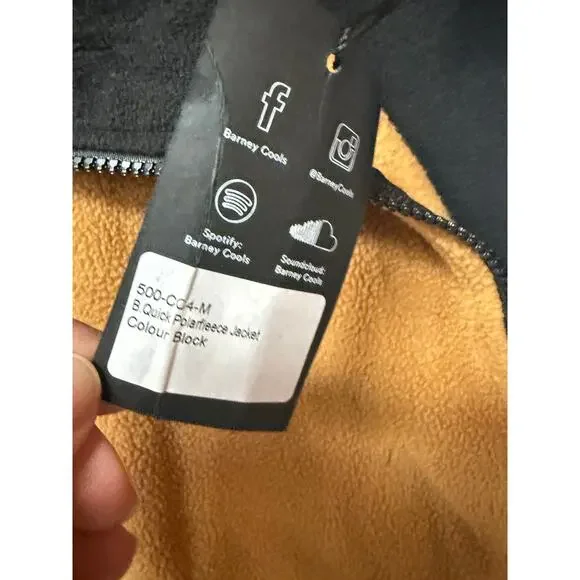 Barney Cools
@BarneyCools
Spotify:
Barney Cools
Soundcloud:
Barney Cools
500-CC4-M
B.Quick Polarfleece Jacket
Colour Block